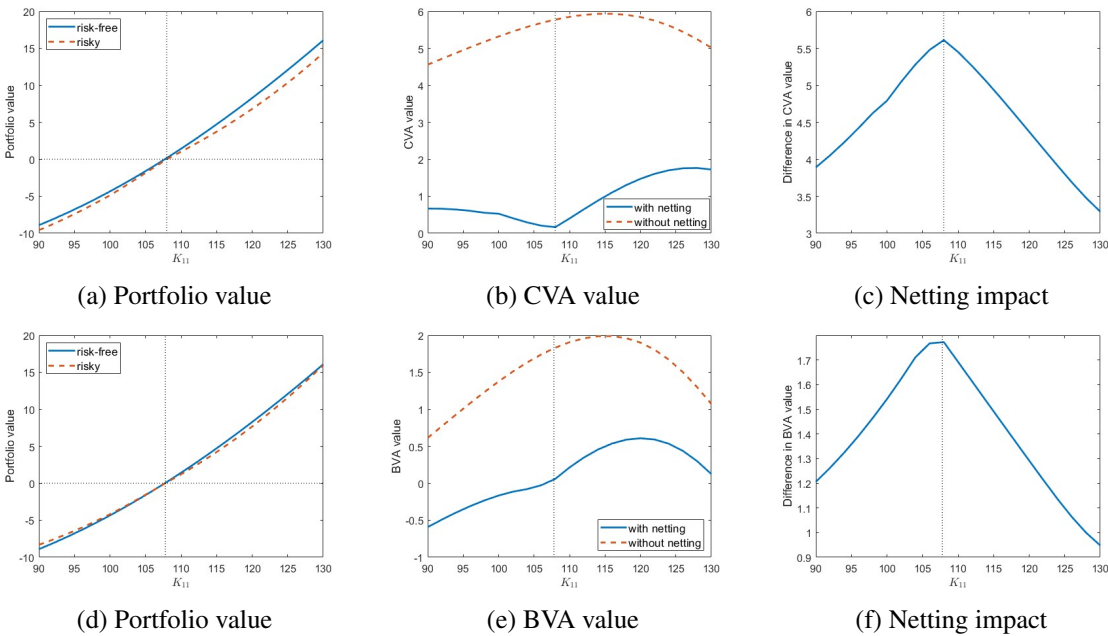 20
15
10
5
0
-5
-10
Portfolio value
risk-free
risky
90 95 100 105 110 115 120 125 130
K11
(a) Portfolio value
6
5
4
3
2
1
0
CVA value
with netting
without netting
90 95 100 105 110 115 120 125 130
K11
(b) CVA value
5.5
5
4.5
4
3.5
3
Difference in CVA value
90 95 100 105 110 115 120 125 130
K11
(c) Netting impact
20
15
10
5
0
-5
-10
Portfolio value
risk-free
risky
90 95 100 105 110 115 120 125 130
K11
(d) Portfolio value
2
1.5
1
0.5
0
-0.5
-1
BVA value
with netting
without netting
90 95 100 105 110 115 120 125 130
K11
(e) BVA value
1.7
1.6
1.5
1.4
1.3
1.2
1.1
1
0.9
Difference in BVA value
90 95 100 105 110 115 120 125 130
K11
(f) Netting impact